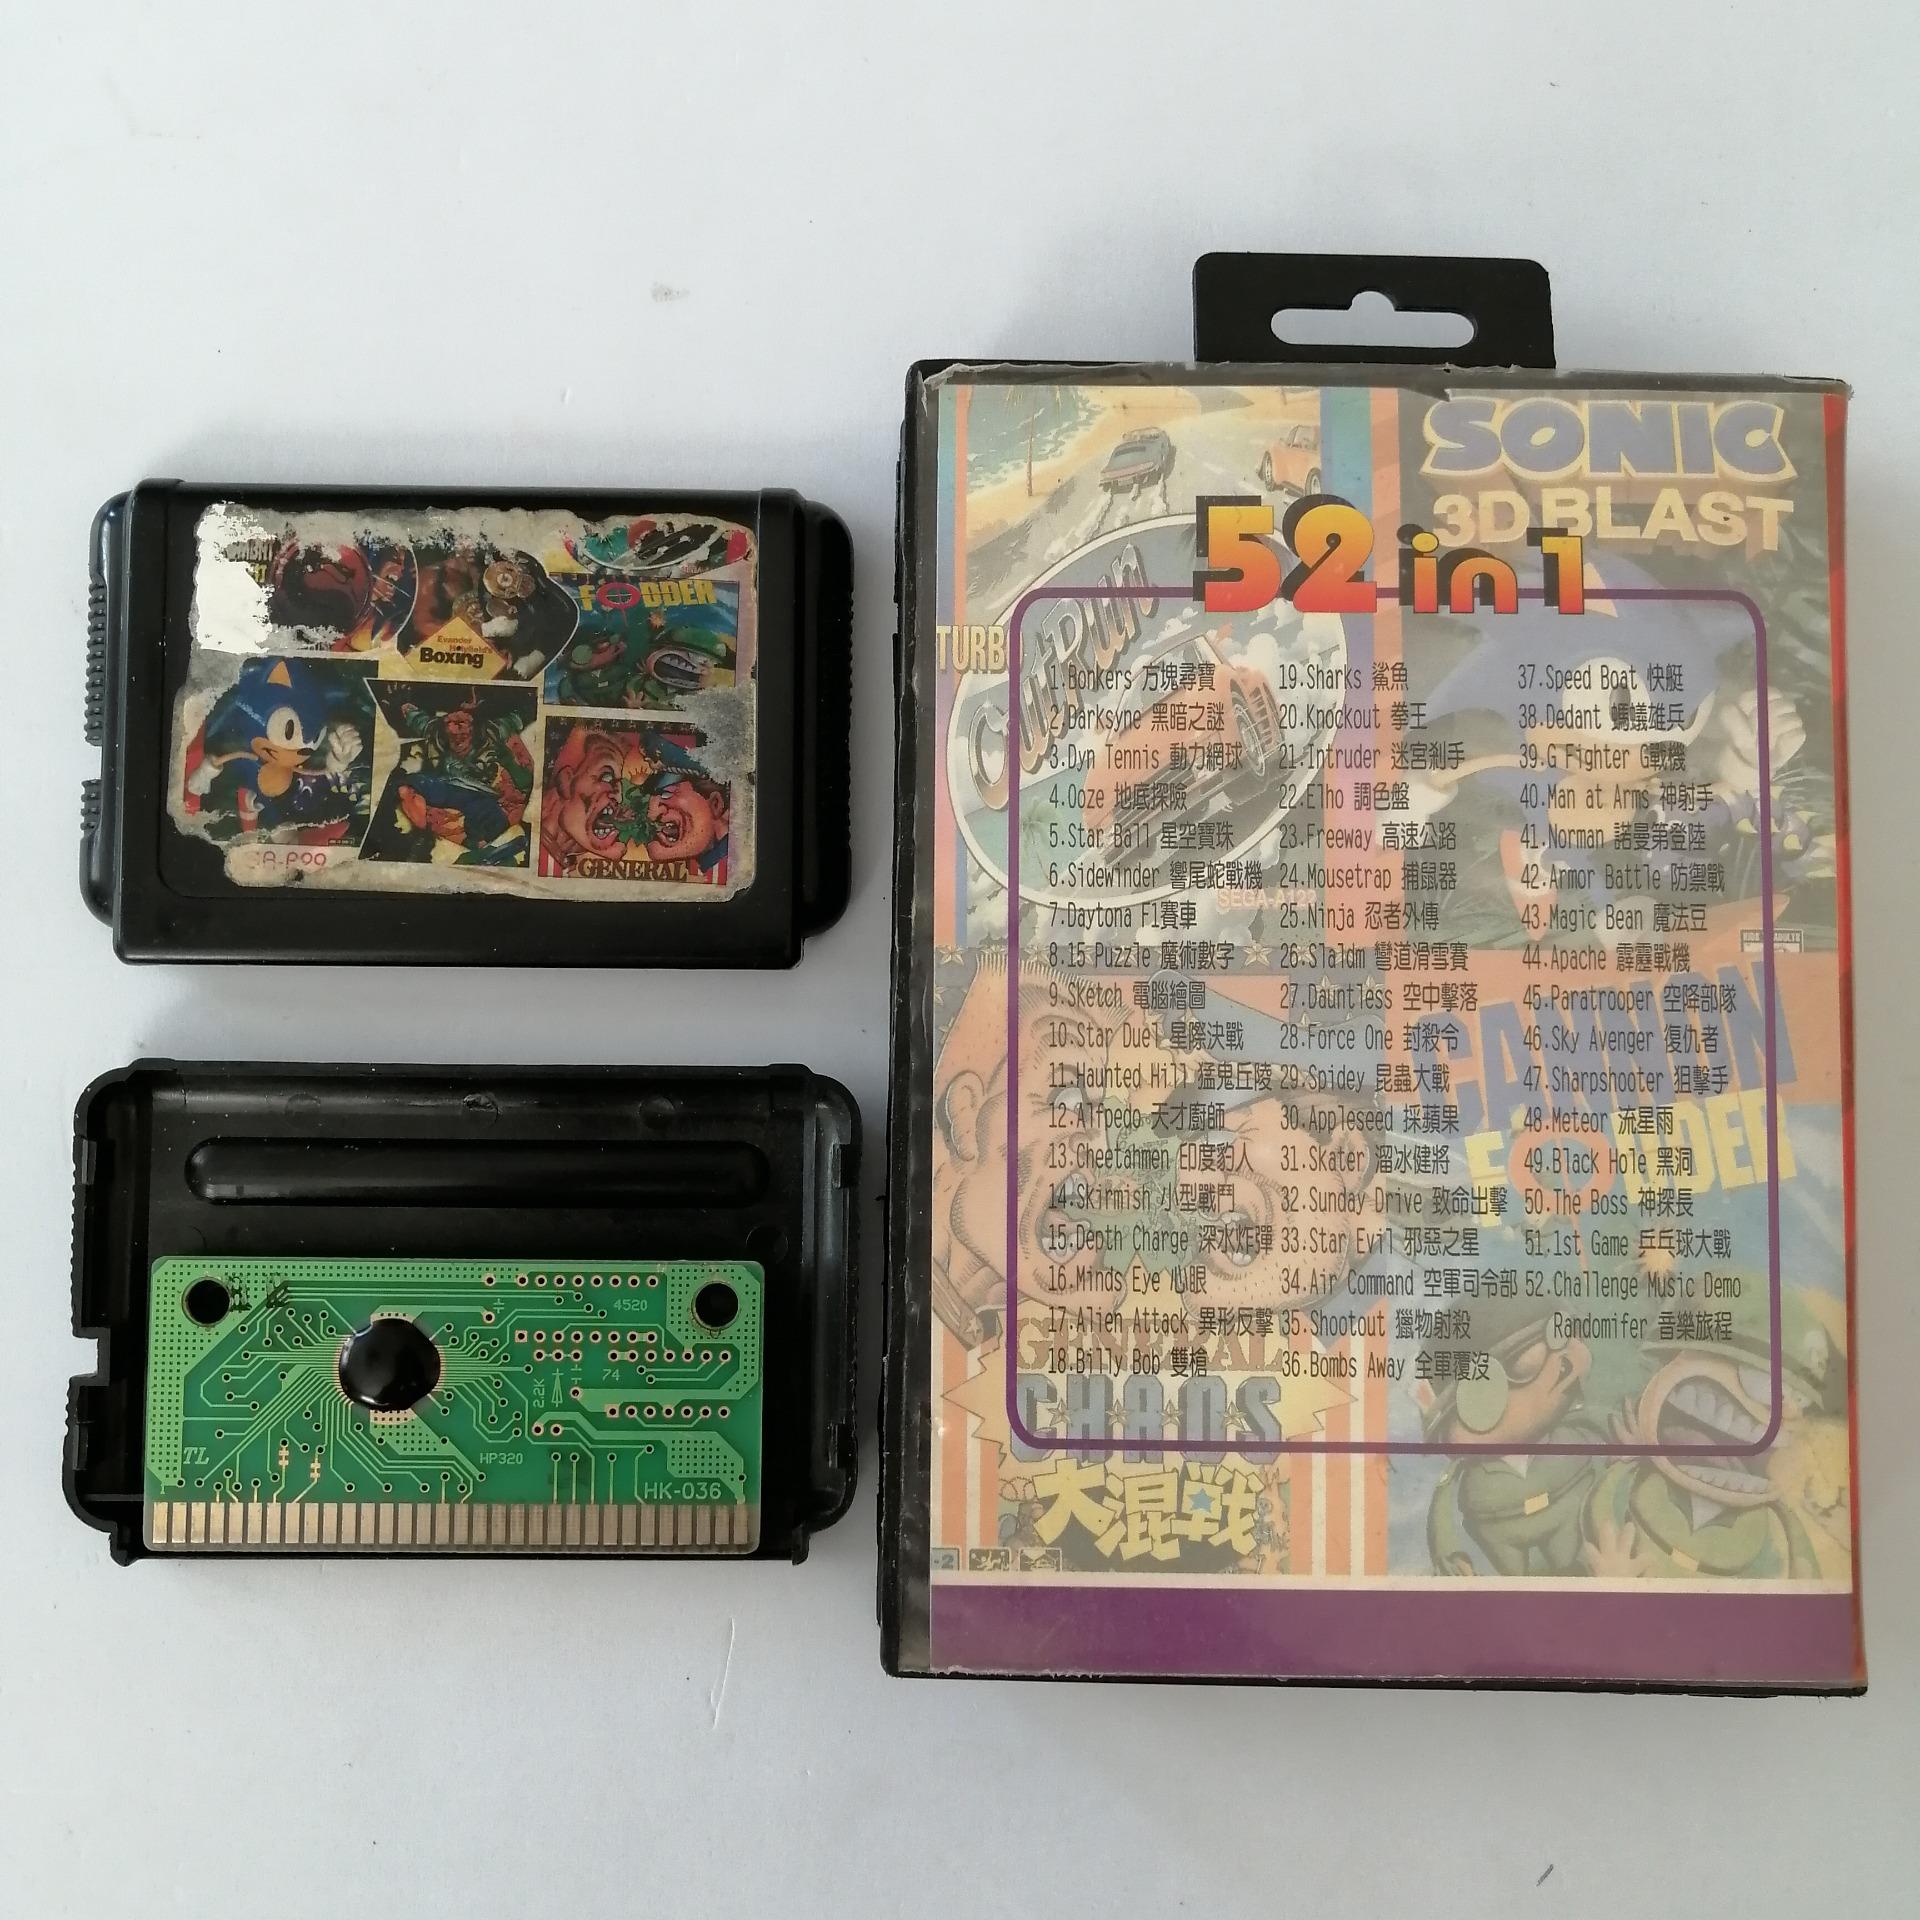 FODDER
Evander
Holyfield's
Boxing
GENERAL
4520
74
2.2K
TL
HP320
HK-036
SONIC
3D BLAST
52 in 1
OutRun
TURB
1.Bonkers 方塊尋寶
2.Darksyne 黑暗之謎
3.Dyn Tennis 動力網球
4.Ooze 地底探險
5.Star Ball 星空寶珠
6.Sidewinder 響尾蛇戰機
7.Daytona F1賽車
8.15 Puzzle 魔術數字
9.Sketch 電腦繪圖
10.Star Duel 星際決戰
11.Haunted Hill 猛鬼丘陵
12.Alfpedo 天才廚師
13.Cheetahmen 印度豹人
14.Skirmish 小型戰鬥
15.Depth Charge 深水炸彈
16.Minds Eye 心眼
17.Alien Attack 異形反擊
18.Billy Bob 雙槍
19.Sharks 鯊魚
20.Knockout 拳王
21.Intruder 迷宮剎手
22.Elho 調色盤
23.Freeway 高速公路
24.Mousetrap 捕鼠器
25.Ninja 忍者外傳
26.Slaldm 彎道滑雪賽
27.Dauntless 空中擊落
28.Force One 封殺令
29.Spidey 昆蟲大戰
30.Appleseed 採蘋果
31.Skater 溜冰健將
32.Sunday Drive 致命出擊
33.Star Evil 邪惡之星
34.Air Command 空軍司令部
35.Shootout 獵物射殺
36.Bombs Away 全軍覆沒
37.Speed Boat 快艇
38.Dedant 螞蟻雄兵
39.G Fighter G戰機
40.Man at Arms 神射手
41.Norman 諾曼第登陸
42.Armor Battle 防禦戰
43.Magic Bean 魔法豆
44.Apache 霹靂戰機
45.Paratrooper 空降部隊
46.Sky Avenger 復仇者
47.Sharpshooter 狙擊手
48.Meteor 流星雨
49.Black Hole 黑洞
50.The Boss 神探長
51.1st Game 乒乓球大戰
52.Challenge Music Demo
Randomifer 音樂旅程
CANNON
FODDER
GENERAL
CHAOS
大混戦